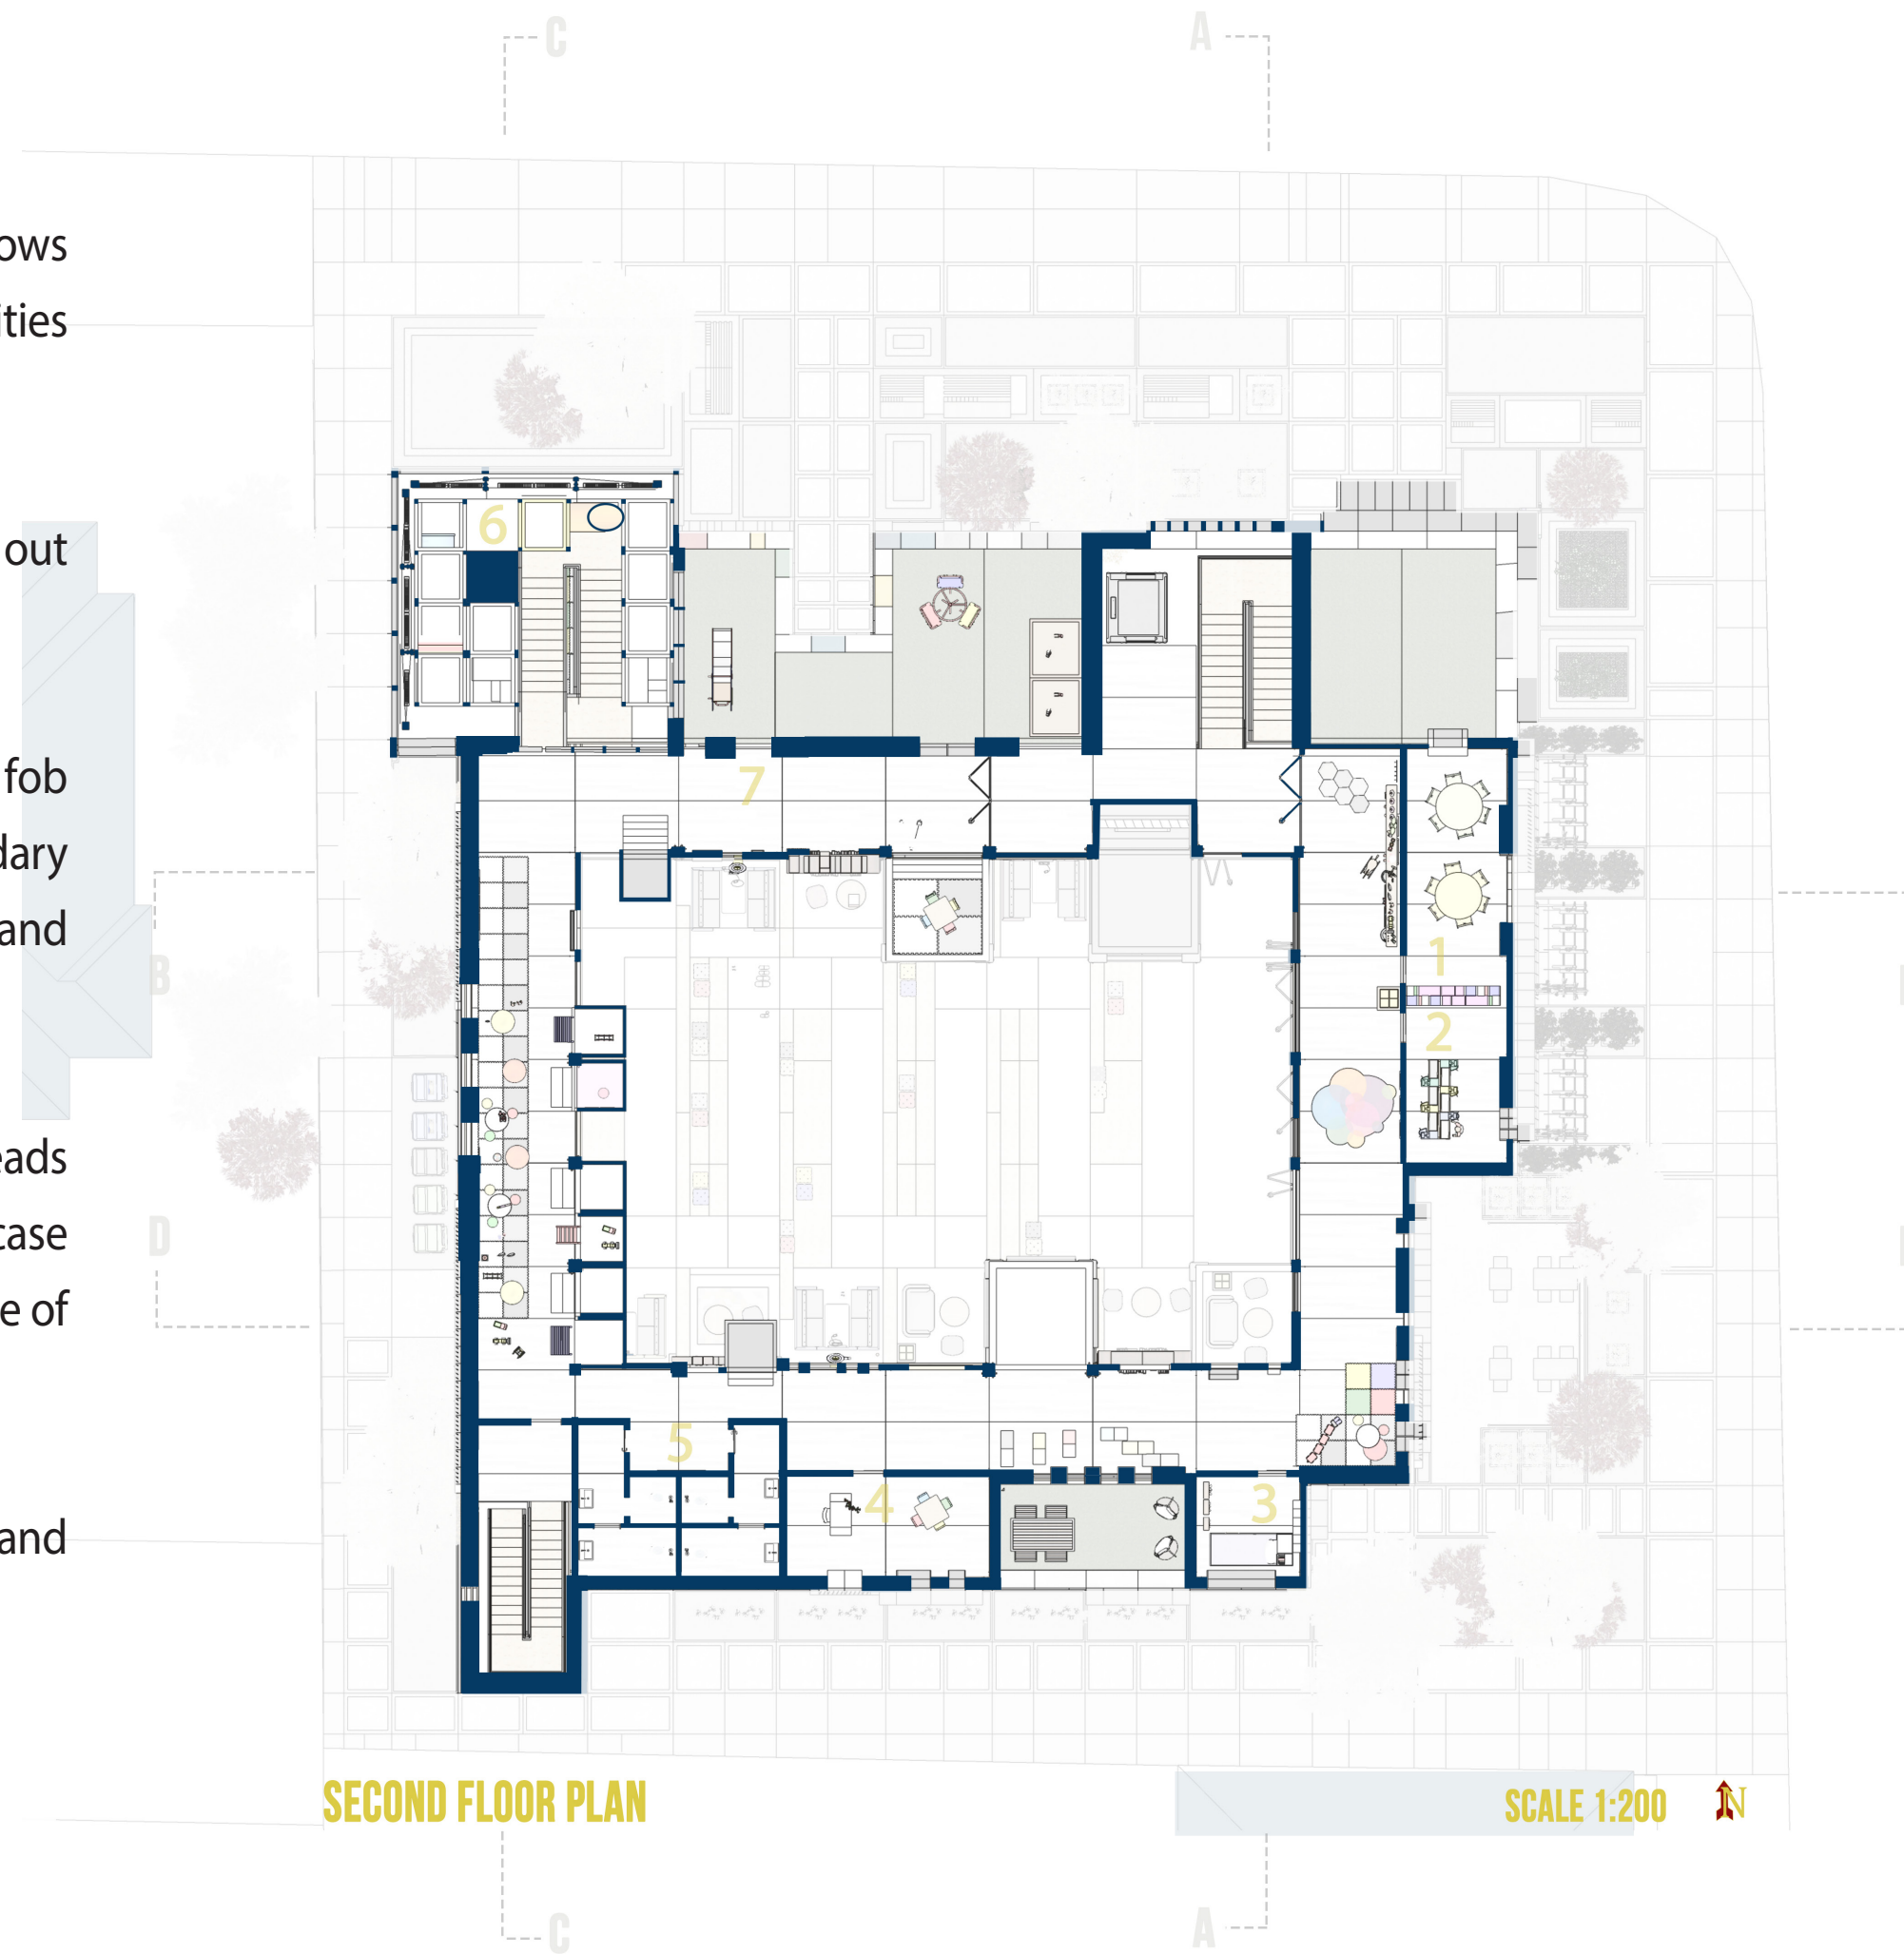 C
A
ows
ities
out
6
fob
7
dary
and
B
1
2
eads
D
case
e of
5
4
3
and
SECOND FLOOR PLAN
SCALE 1:200
N
C
A